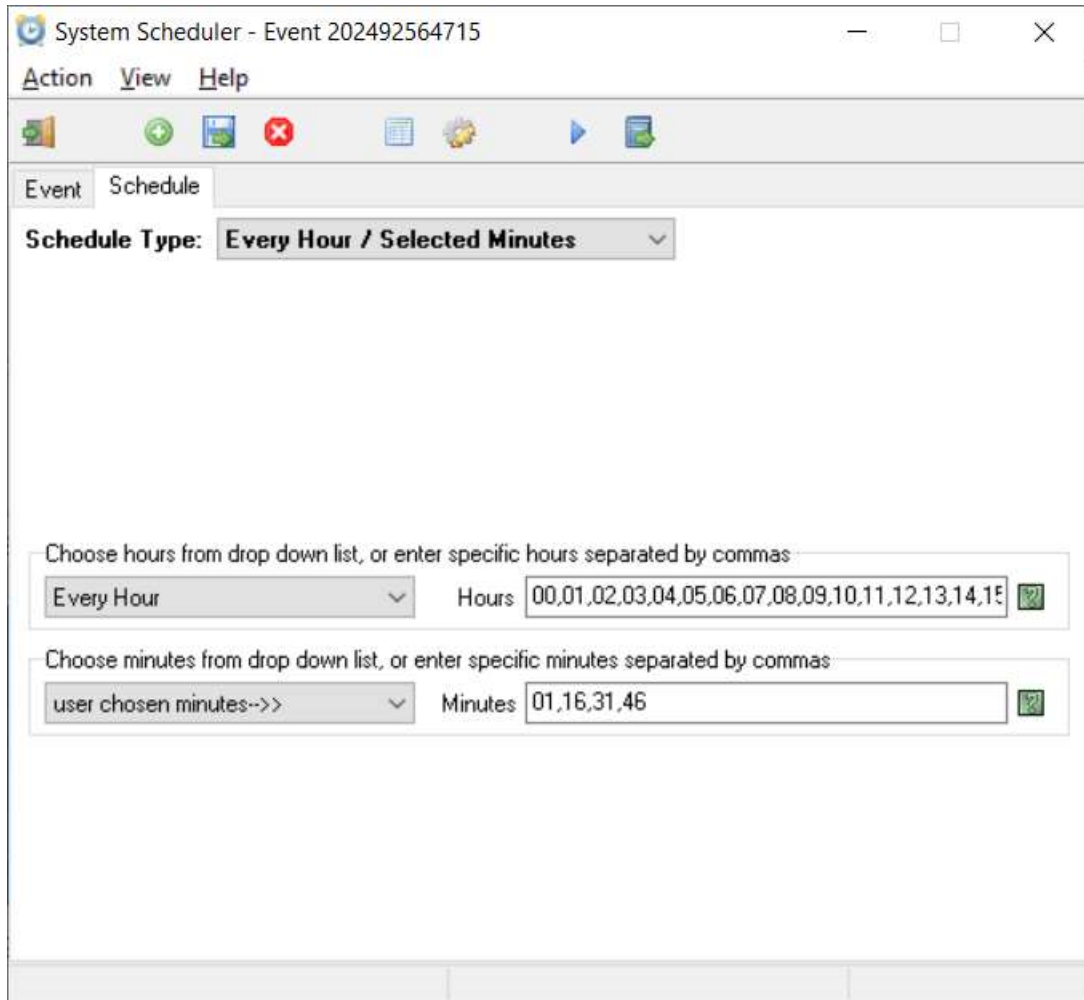 System Scheduler - Event 202492564715
Action View Help
Event Schedule
Schedule Type: Every Hour / Selected Minutes
Choose hours from drop down list, or enter specific hours separated by commas
Every Hour Hours 00,01,02,03,04,05,06,07,08,09,10,11,12,13,14,15
Choose minutes from drop down list, or enter specific minutes separated by commas
user chosen minutes-->> Minutes 01,16,31,46